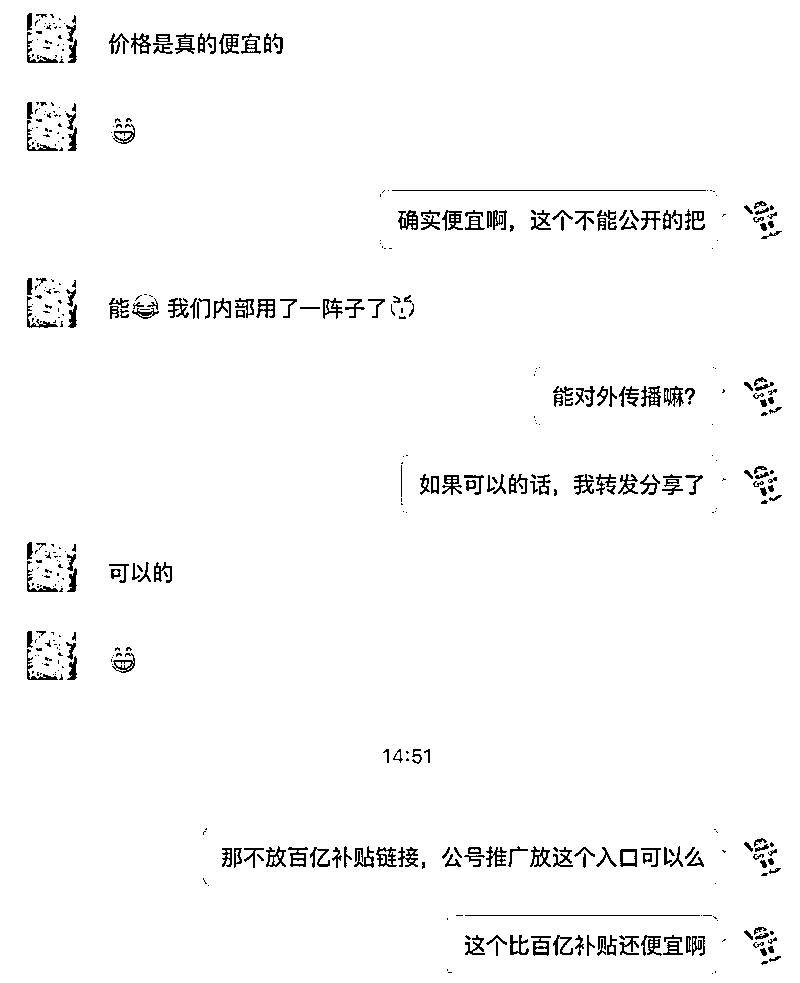 价格是真的便宜的
😁
确实便宜啊，这个不能公开的把
能😂 我们内部用了一阵子了
能对外传播嘛？
如果可以的话，我转发分享了
可以的
😁
14:51
那不放百亿补贴链接，公号推广放这个入口可以么
这个比百亿补贴还便宜啊